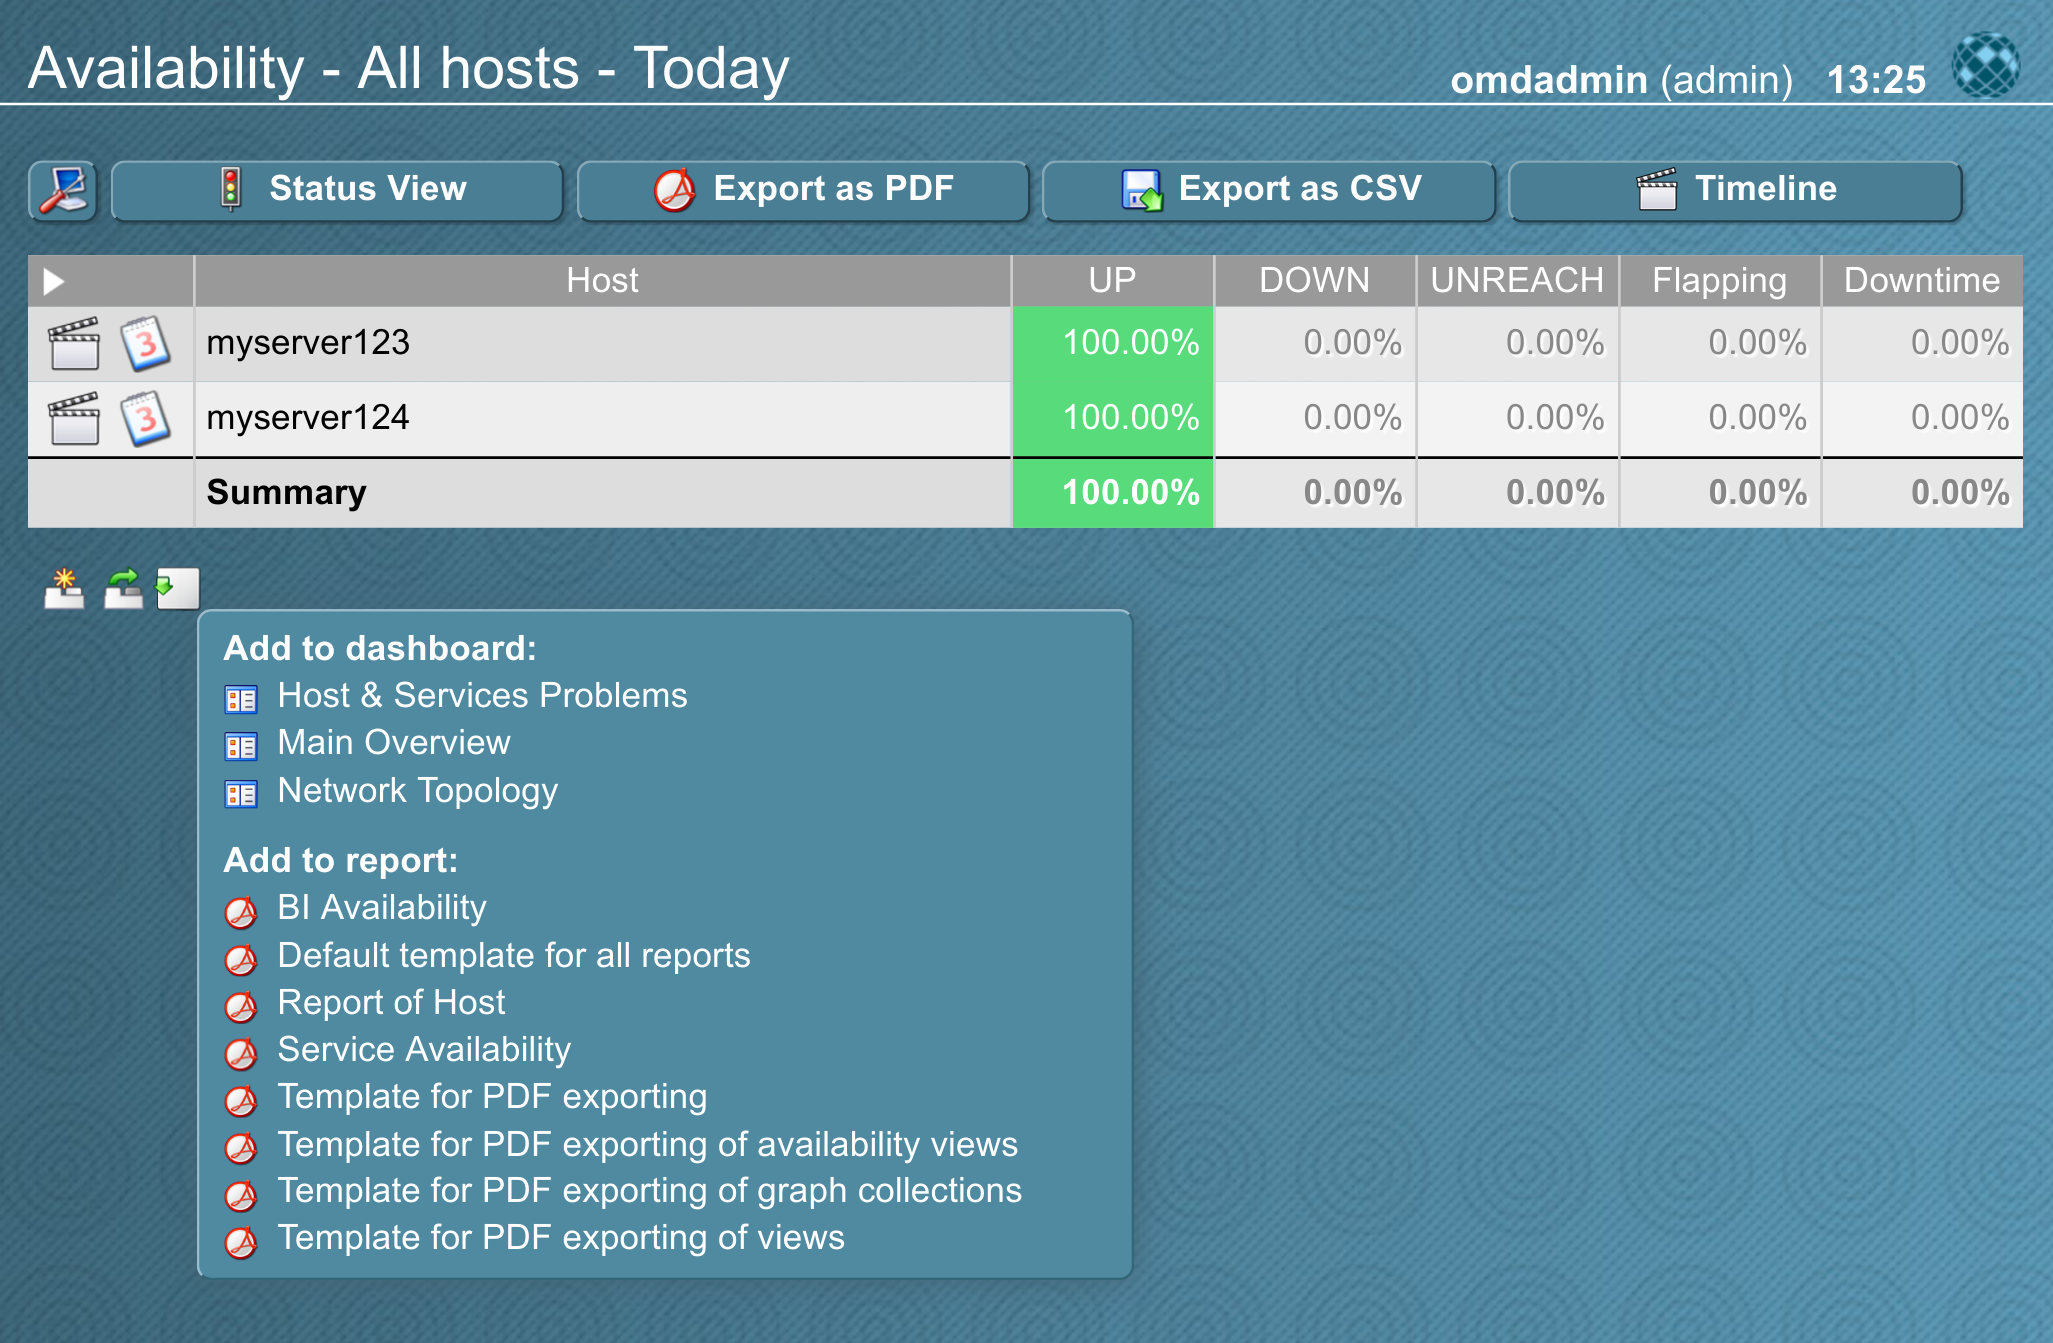 Availability - All hosts - Today
omdadmin (admin) 13:25
Status View Export as PDF Export as CSV Timeline
Host UP DOWN UNREACH Flapping Downtime
3 myserver123 100.00% 0.00% 0.00% 0.00% 0.00%
3 myserver124 100.00% 0.00% 0.00% 0.00% 0.00%
Summary 100.00% 0.00% 0.00% 0.00% 0.00%
Add to dashboard:
Host & Services Problems
Main Overview
Network Topology
Add to report:
BI Availability
Default template for all reports
Report of Host
Service Availability
Template for PDF exporting
Template for PDF exporting of availability views
Template for PDF exporting of graph collections
Template for PDF exporting of views